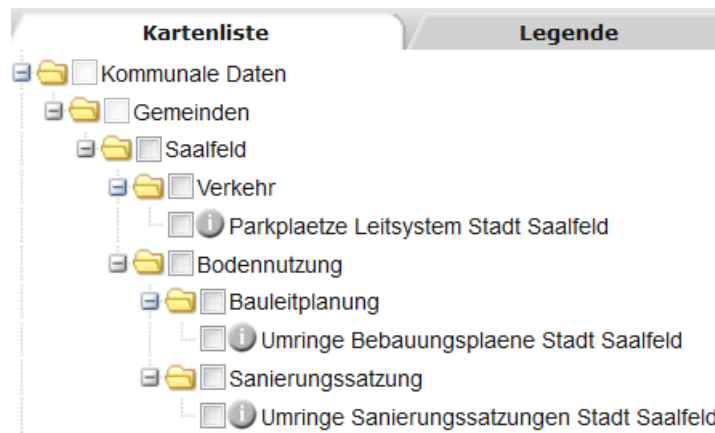 Kartenliste Legende
Kommunale Daten
Gemeinden
Saalfeld
Verkehr
Parkplaetze Leitsystem Stadt Saalfeld
Bodennutzung
Bauleitplanung
Umringe Bebauungsplaene Stadt Saalfeld
Sanierungssatzung
Umringe Sanierungssatzungen Stadt Saalfeld